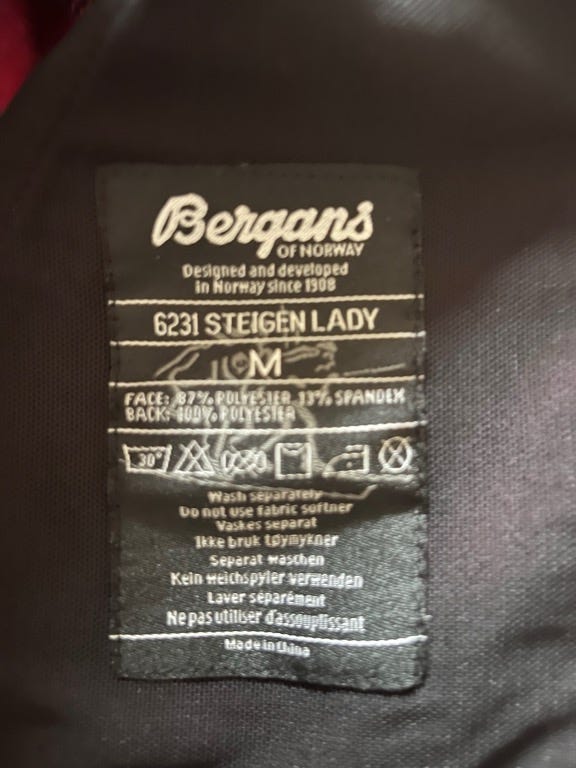 Bergans
OF NORWAY
Designed and developed
in Norway since 1908
6231 STEIGEN LADY
M
FACE: 87% POLYESTER 13% SPANDEX
BACK: 100% POLYESTER
30°
Wash separately
Do not use fabric softner
Vaskes separat
Ikke bruk tøymykner
Separat waschen
Kein weichspyler verwenden
Laver separément
Ne pas utiliser d'assouplissant
Made in China